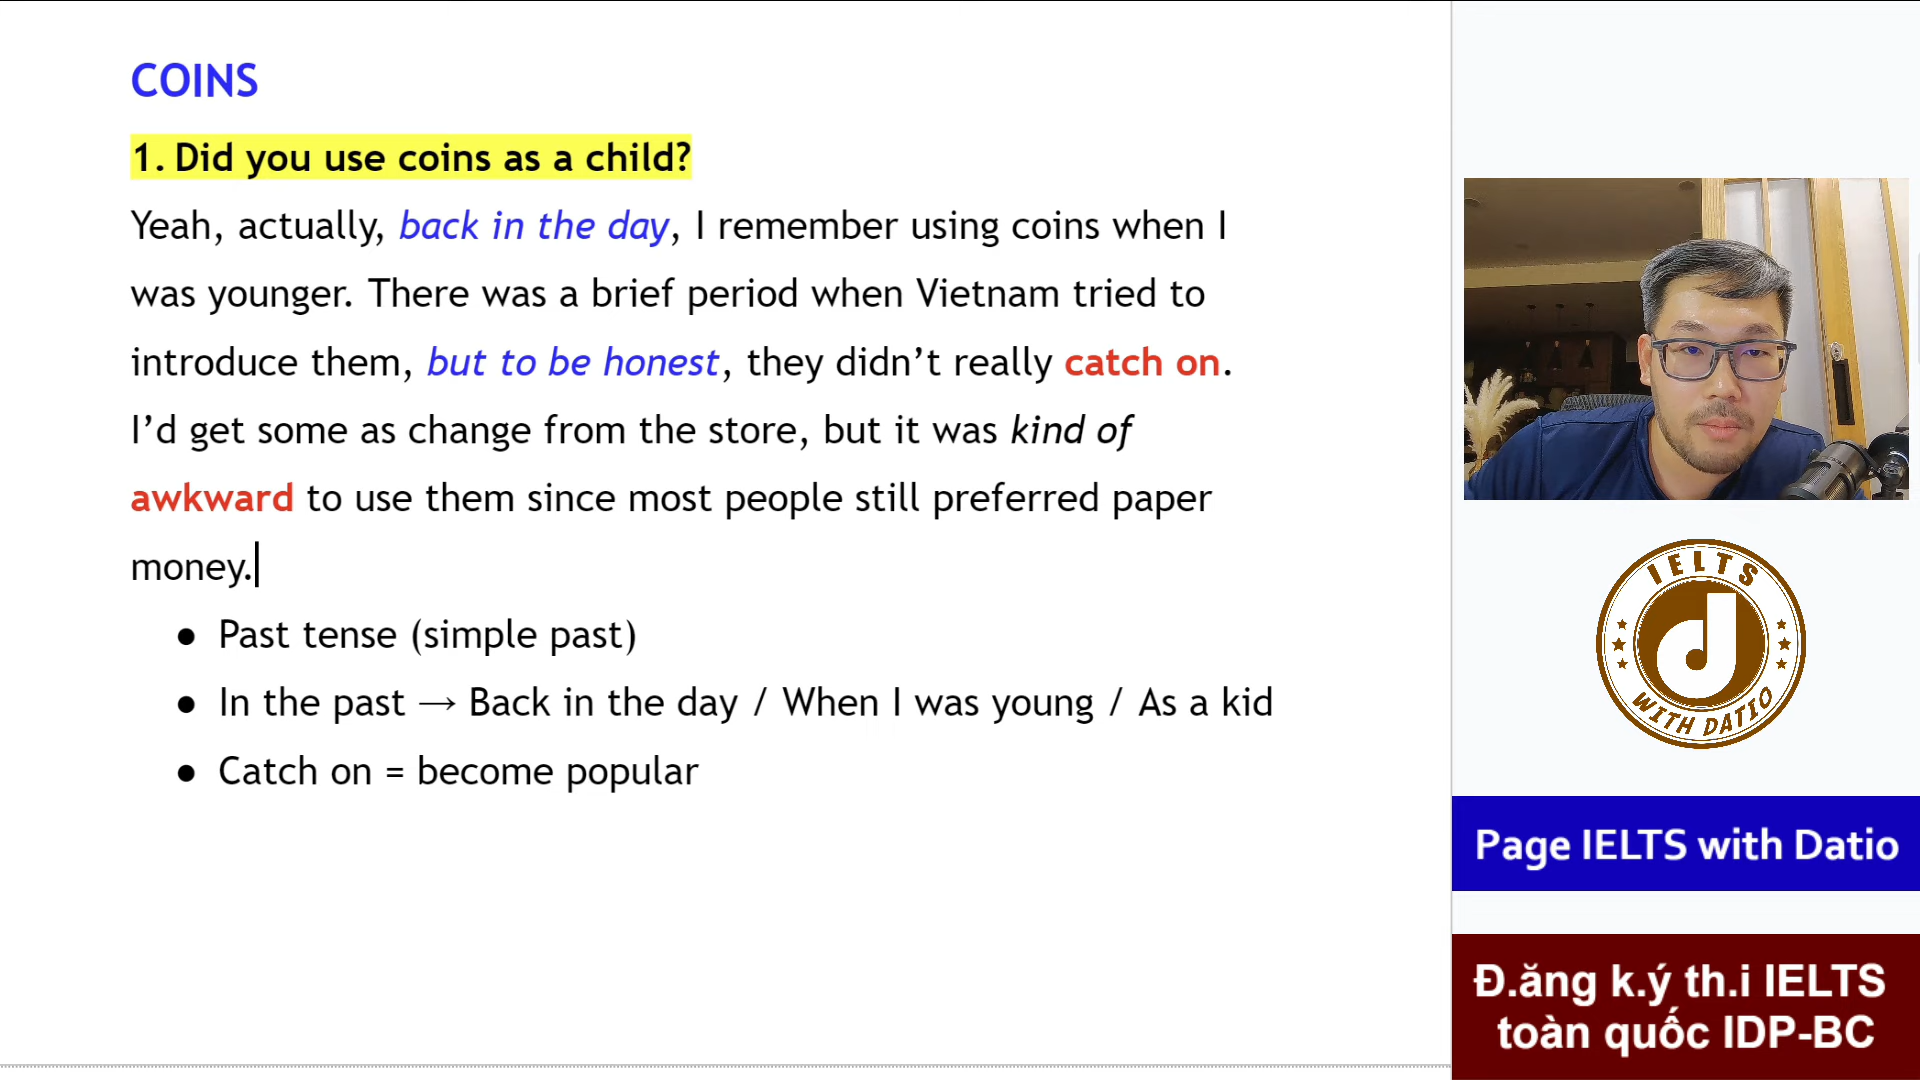 COINS
1. Did you use coins as a child?
Yeah, actually, back in the day, I remember using coins when I
was younger. There was a brief period when Vietnam tried to
introduce them, but to be honest, they didn’t really catch on.
I’d get some as change from the store, but it was kind of
awkward to use them since most people still preferred paper
money.
● Past tense (simple past)
● In the past → Back in the day / When I was young / As a kid
● Catch on = become popular
IELTS
WITH DATIO
Page IELTS with Datio
Đ.ăng k.ý th.i IELTS
toàn quốc IDP-BC